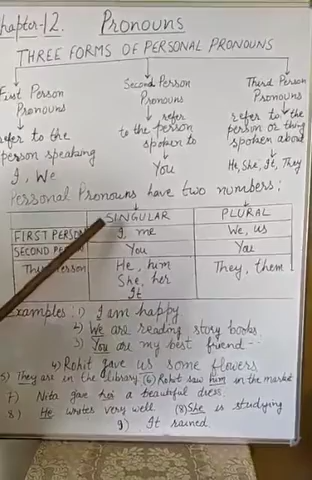 Chapter-12. Pronouns
THREE FORMS OF PERSONAL PRONOUNS
First Person Pronouns
refer to the person speaking
I, We
Second Person Pronouns
refer to the person spoken to
You
Third Person Pronouns
refer to the person or thing spoken about
He, She, It, They
Personal Pronouns have two numbers:
SINGULAR PLURAL
FIRST PERSON I, me We, us
SECOND PERSON You You
Third Person He, him They, them
She, her
It
Examples: 1) I am happy
2) We are reading story books.
3) You are my best friend
4) Rohit gave us some flowers
5) They are in the library (6) Rohit saw him in the market
7) Nita gave a beautiful dress.
8) He writes very well (8) She is studying
9) It rained.